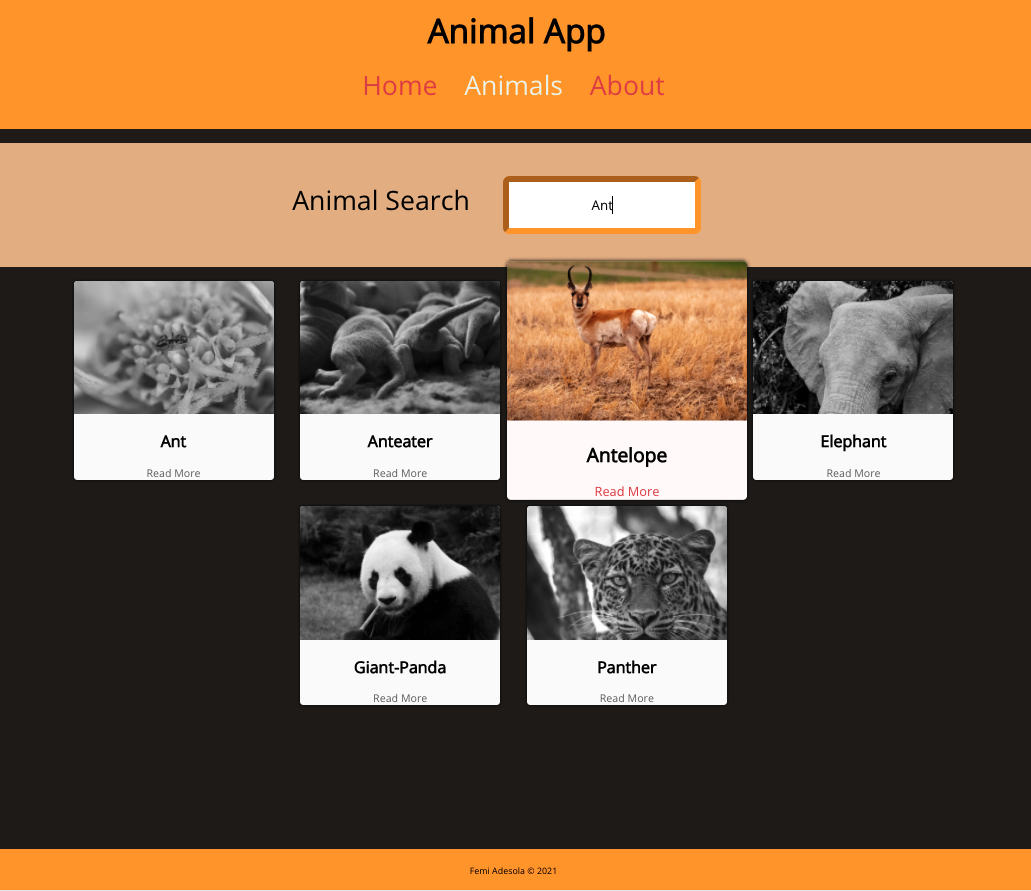 Animal App
Home Animals About
Animal Search Ant
Ant Anteater Antelope Elephant
Read More Read More Read More Read More
Giant-Panda Panther
Read More Read More
Femi Adesola © 2021